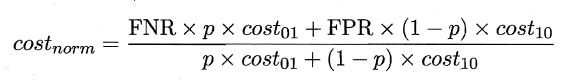 cost_norm = (FNR × p × cost_01 + FPR × (1 − p) × cost_10) / (p × cost_01 + (1 − p) × cost_10)